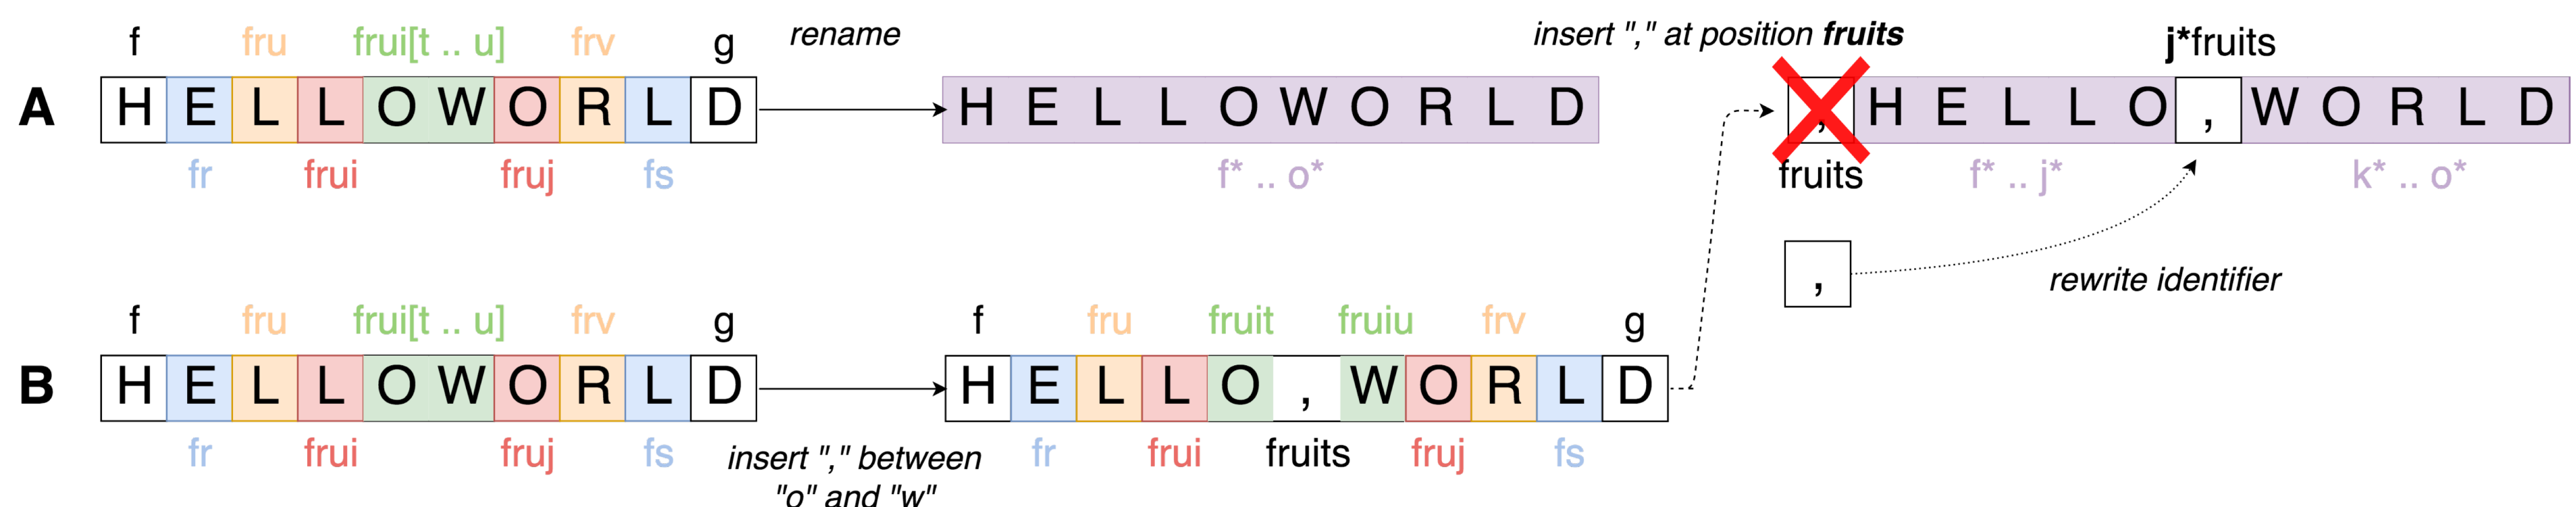 f fru frui[t .. u] frv g
A H E L L O W O R L D
fr frui fruj fs
rename
H E L L O W O R L D
f* .. o*
insert "," at position fruits
j*fruits
, H E L L O , W O R L D
fruits f* .. j* k* .. o*
,
rewrite identifier
f fru frui[t .. u] frv g
B H E L L O W O R L D
fr frui fruj fs
insert "," between
"o" and "w"
f fru fruit fruiu frv g
H E L L O , W O R L D
fr frui fruits fruj fs